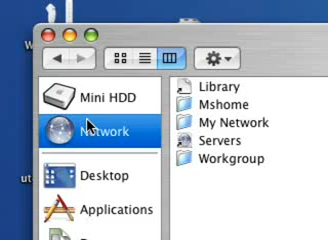 Mini HDD
Network
Desktop
Applications
Library
Mshome
My Network
Servers
Workgroup